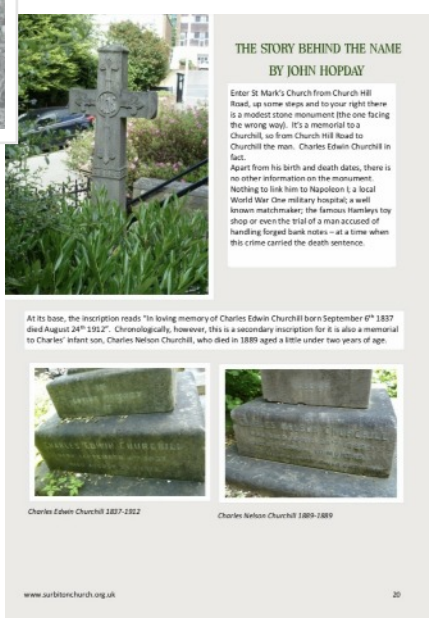 THE STORY BEHIND THE NAME
BY JOHN HOPDAY
Enter St Mark's Church from Church Hill
Road, up some steps and to your right there
is a modest stone monument (the one facing
the wrong way). It's a memorial to a
Churchill, so from Church Hill Road to
Churchill the man. Charles Edwin Churchill in
fact.
Apart from his birth and death dates, there is
no other information on the monument.
Nothing to link him to Napoleon I; a local
World War One military hospital; a well
known matchmaker; the famous Hamleys toy
shop or even the trial of a man accused of
handling forged bank notes – at a time when
this crime carried the death sentence.
At its base, the inscription reads "In loving memory of Charles Edwin Churchill born September 6th 1837
died August 24th 1912". Chronologically, however, this is a secondary inscription for it is also a memorial
to Charles' infant son, Charles Nelson Churchill, who died in 1889 aged a little under two years of age.
CHARLES EDWIN CHURCHILL
Charles Edwin Churchill 1837-1912
Charles Nelson Churchill 1889-1889
www.surbitonchurch.org.uk
20